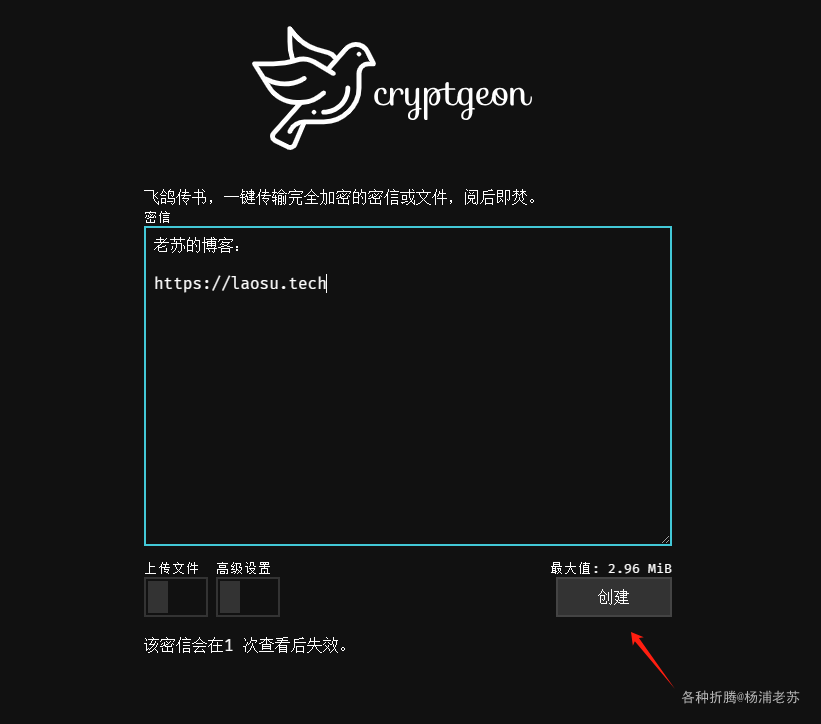 cryptgeon
飞鸽传书，一键传输完全加密的密信或文件，阅后即焚。
密信
老苏的博客：
https://laosu.tech
上传文件 高级设置 最大值: 2.96 MiB
创建
该密信会在1 次查看后失效。
各种折腾@杨浦老苏